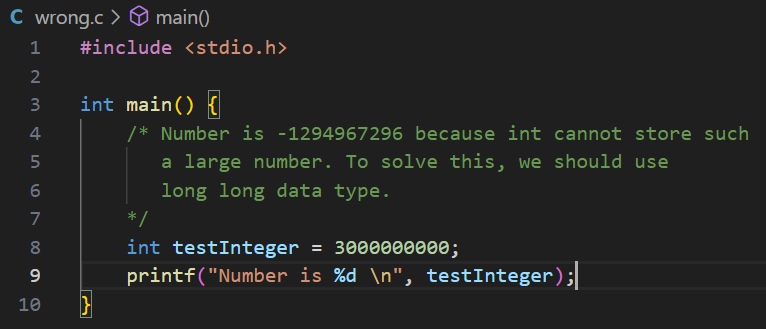 C wrong.c > main()
1 #include <stdio.h>
2
3 int main() {
4     /* Number is -1294967296 because int cannot store such
5        a large number. To solve this, we should use
6        long long data type.
7     */
8     int testInteger = 3000000000;
9     printf("Number is %d \n", testInteger);
10 }